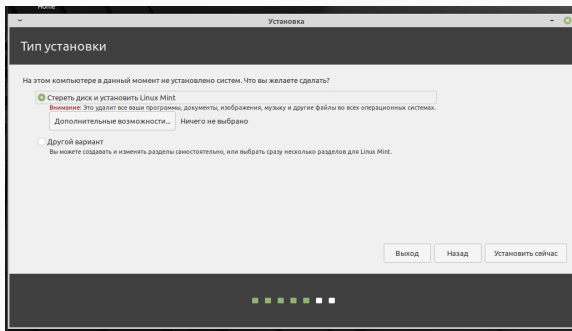 Home
Установка
Тип установки
На этом компьютере в данный момент не установлено систем. Что вы желаете сделать?
Стереть диск и установить Linux Mint
Внимание: Это удалит все ваши программы, документы, изображения, музыку и другие файлы во всех операционных системах.
Дополнительные возможности... Ничего не выбрано
Другой вариант
Вы можете создавать и изменять разделы самостоятельно, или выбрать сразу несколько разделов для Linux Mint.
Выход Назад Установить сейчас